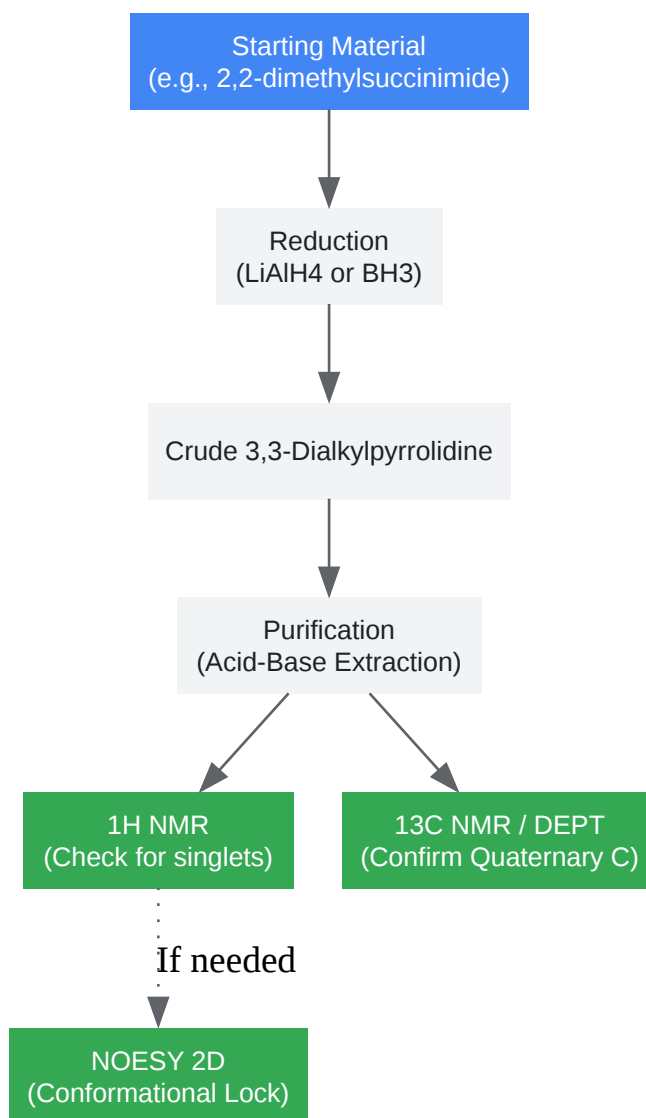 Starting Material
(e.g., 2,2-dimethylsuccinimide)
Reduction
(LiAlH4 or BH3)
Crude 3,3-Dialkylpyrrolidine
Purification
(Acid-Base Extraction)
1H NMR
(Check for singlets)
13C NMR / DEPT
(Confirm Quaternary C)
If needed
NOESY 2D
(Conformational Lock)